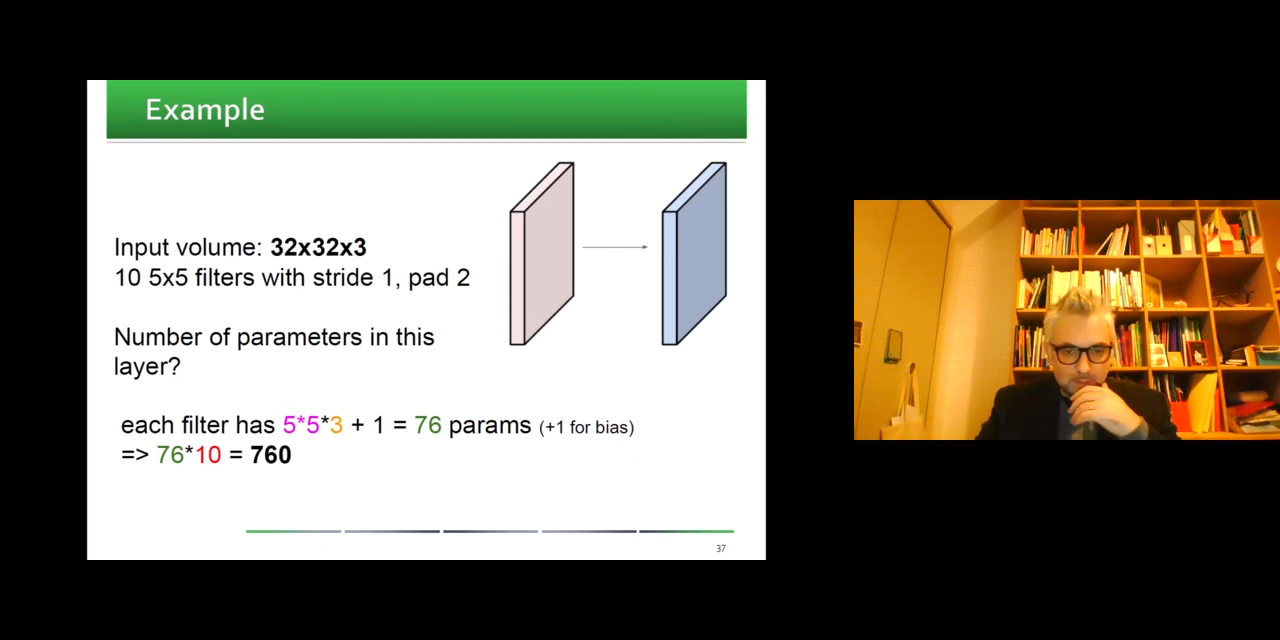 Example
Input volume: 32x32x3
10 5x5 filters with stride 1, pad 2
Number of parameters in this
layer?
each filter has 5*5*3 + 1 = 76 params (+1 for bias)
=> 76*10 = 760
37